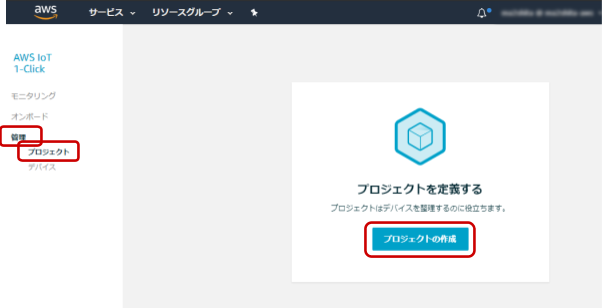 aws サービス リソースグループ
AWS IoT
1-Click
モニタリング
オンボード
管理
プロジェクト
デバイス
プロジェクトを定義する
プロジェクトはデバイスを整理するのに役立ちます。
プロジェクトの作成